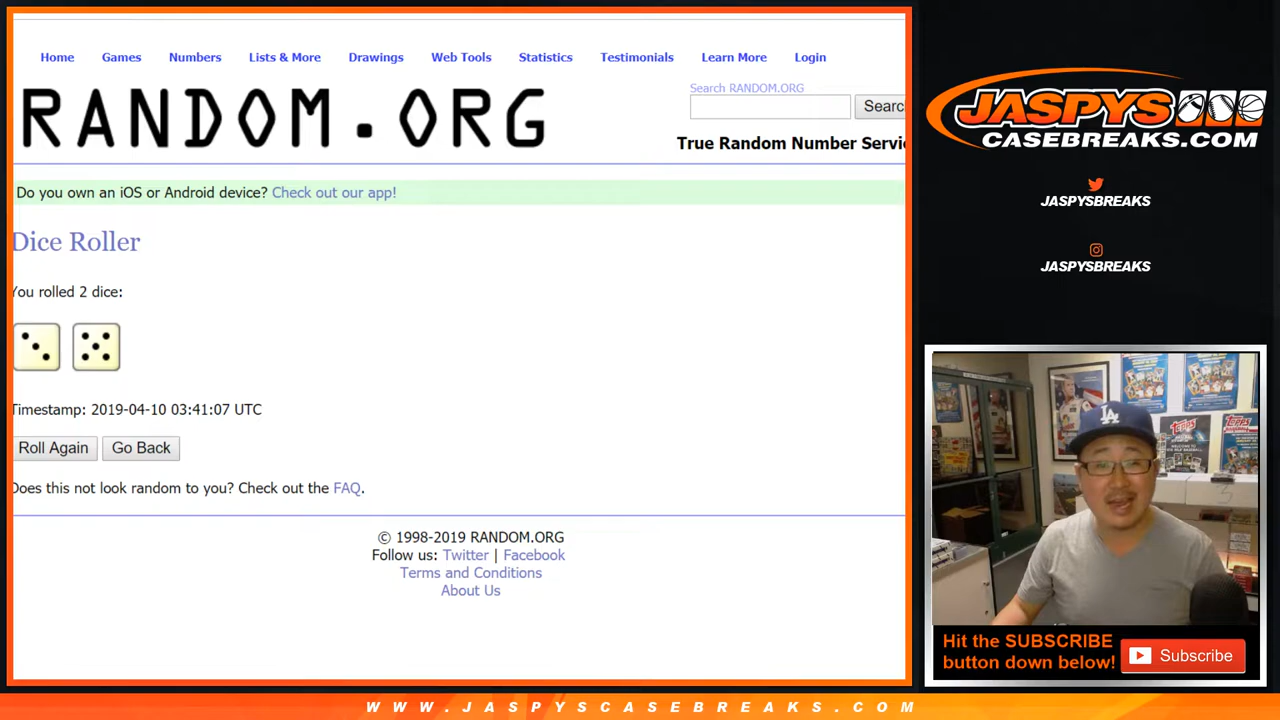 Home Games Numbers Lists & More Drawings Web Tools Statistics Testimonials Learn More Login
RANDOM.ORG
Search RANDOM.ORG
Searc
True Random Number Servi
Do you own an iOS or Android device? Check out our app!
Dice Roller
You rolled 2 dice:
Timestamp: 2019-04-10 03:41:07 UTC
Roll Again Go Back
Does this not look random to you? Check out the FAQ.
© 1998-2019 RANDOM.ORG
Follow us: Twitter | Facebook
Terms and Conditions
About Us
JASPYS
CASEBREAKS.COM
JASPYSBREAKS
JASPYSBREAKS
LA
Topps
Hit the SUBSCRIBE
button down below!
Subscribe
WWW.JASPYSCASEBREAKS.COM